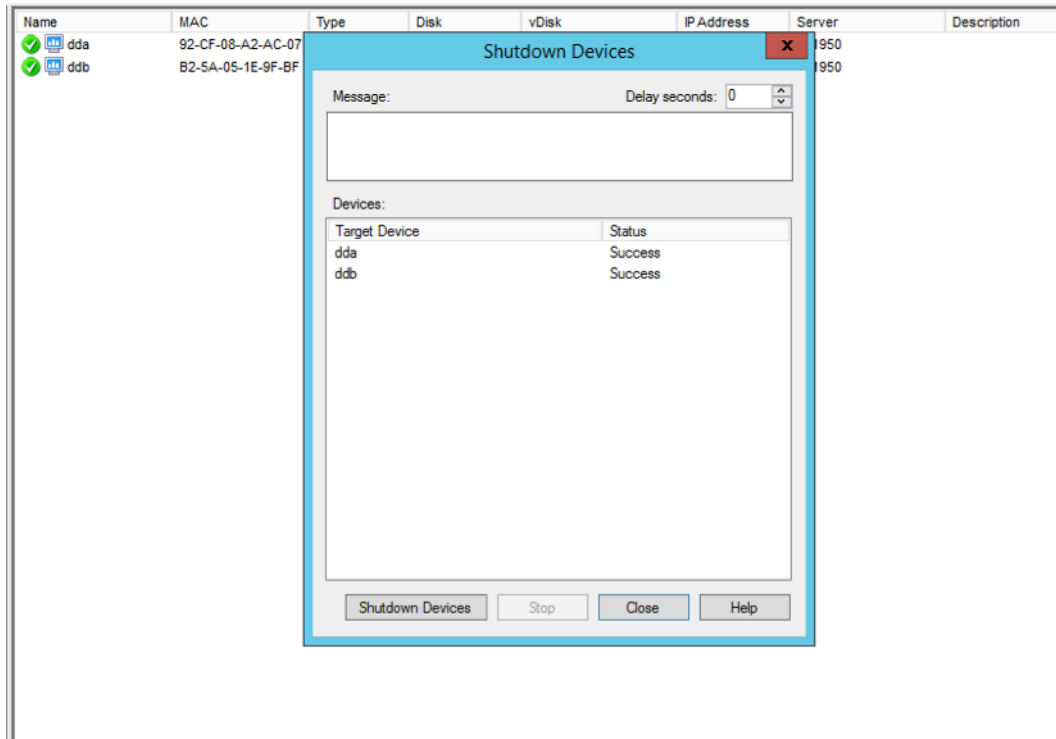 Name MAC Type Disk vDisk IP Address Server Description
dda 92-CF-08-A2-AC-07 1950
ddb B2-5A-05-1E-9F-BF 1950
Shutdown Devices x
Message: Delay seconds: 0
Devices:
Target Device Status
dda Success
ddb Success
Shutdown Devices Stop Close Help